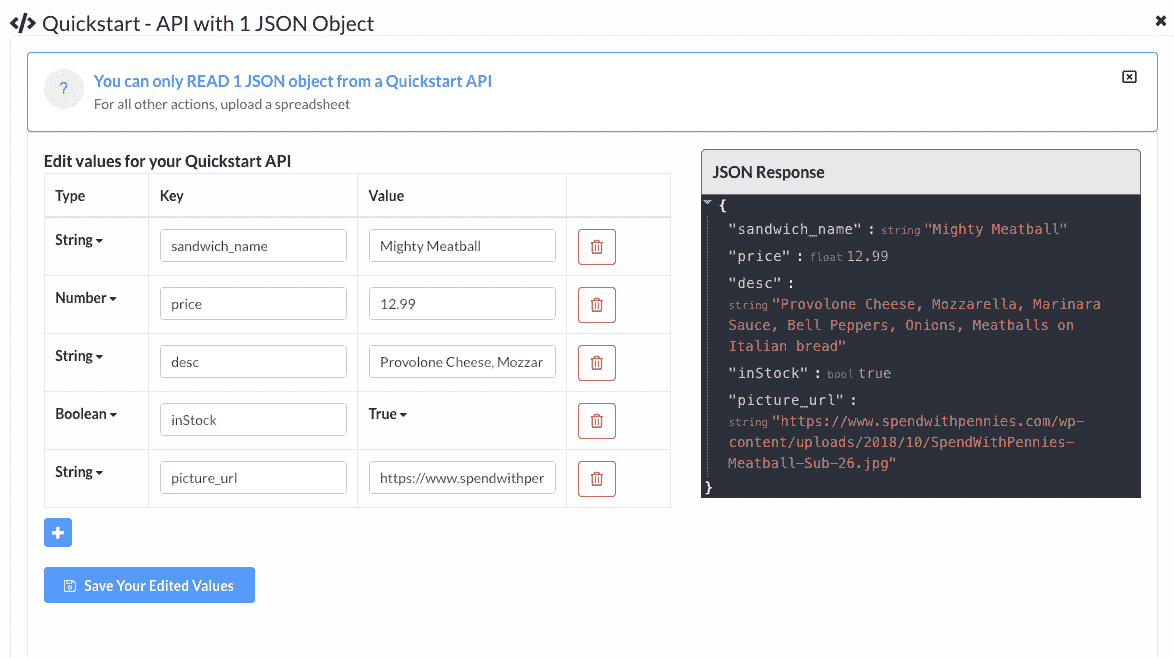 </> Quickstart - API with 1 JSON Object
?
You can only READ 1 JSON object from a Quickstart API
For all other actions, upload a spreadsheet
Edit values for your Quickstart API
Type Key Value
String sandwich_name Mighty Meatball
Number price 12.99
String desc Provolone Cheese, Mozzar
Boolean inStock True
String picture_url https://www.spendwithper
+
Save Your Edited Values
JSON Response
{
"sandwich_name" : string "Mighty Meatball"
"price" : float 12.99
"desc" :
string "Provolone Cheese, Mozzarella, Marinara
Sauce, Bell Peppers, Onions, Meatballs on
Italian bread"
"inStock" : bool true
"picture_url" :
string "https://www.spendwithpennies.com/wp-
content/uploads/2018/10/SpendWithPennies-
Meatball-Sub-26.jpg"
}